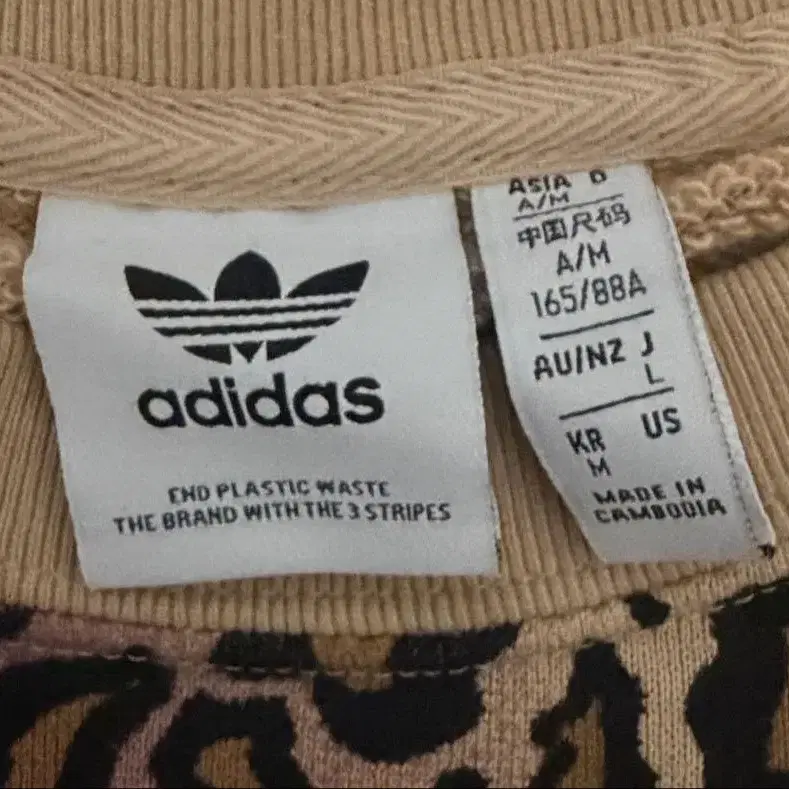 adidas
END PLASTIC WASTE
THE BRAND WITH THE 3 STRIPES
ASIA D
A/M
中国尺码
A/M
165/88A
AU/NZ J
L
KR US
M
MADE IN
CAMBODIA